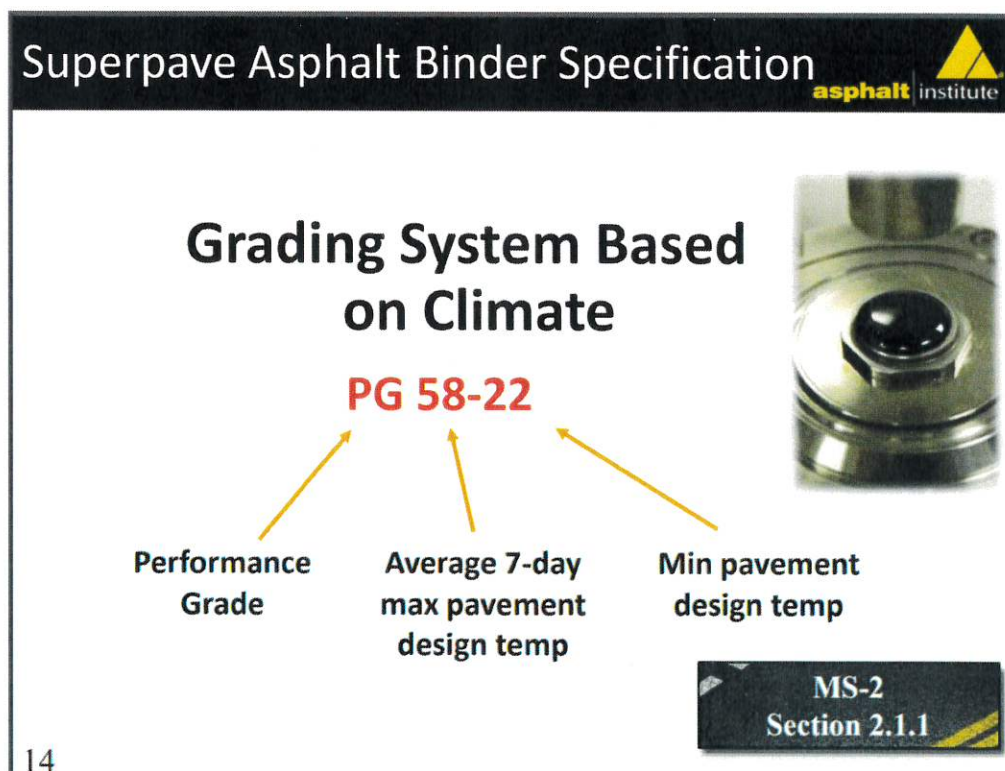 Superpave Asphalt Binder Specification
asphalt institute
Grading System Based
on Climate
PG 58-22
Performance
Grade
Average 7-day
max pavement
design temp
Min pavement
design temp
MS-2
Section 2.1.1
14